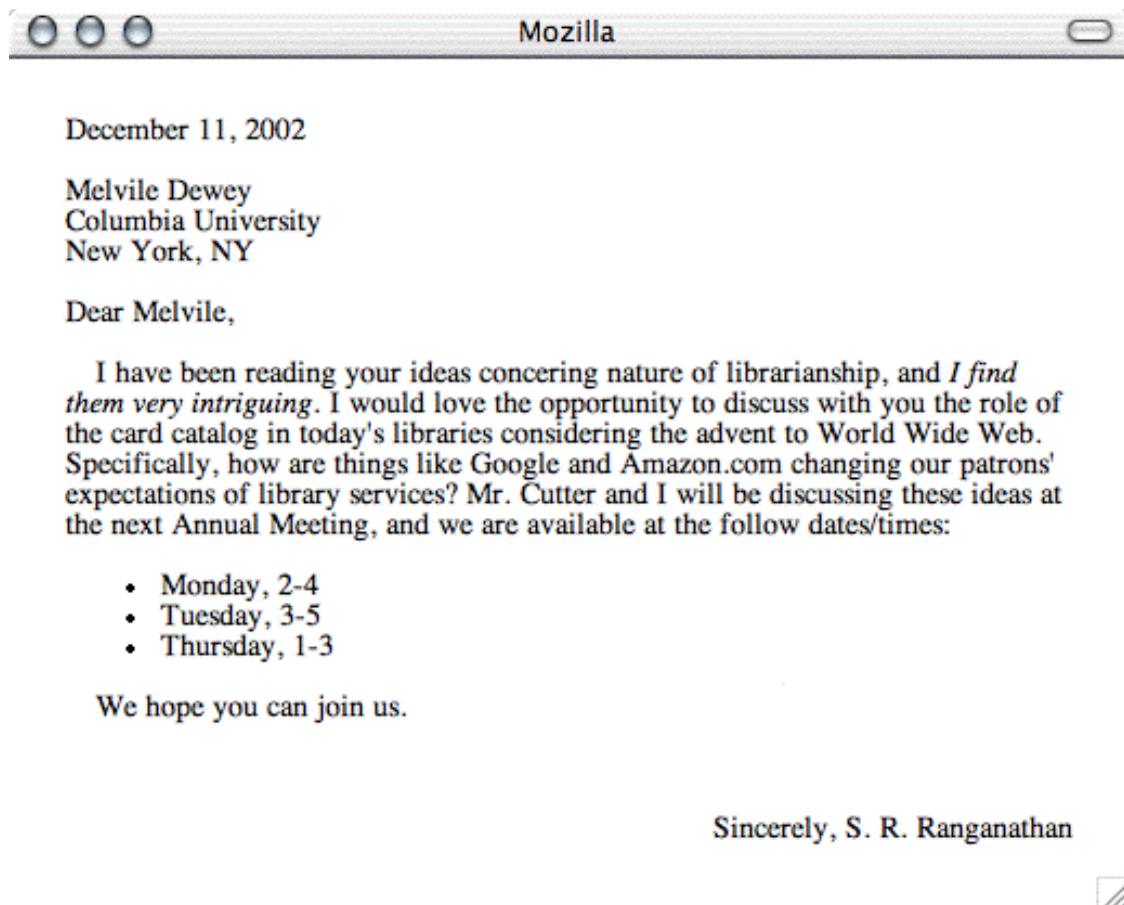 Mozilla
December 11, 2002
Melvile Dewey
Columbia University
New York, NY
Dear Melvile,
I have been reading your ideas concering nature of librarianship, and I find
them very intriguing. I would love the opportunity to discuss with you the role of
the card catalog in today's libraries considering the advent to World Wide Web.
Specifically, how are things like Google and Amazon.com changing our patrons'
expectations of library services? Mr. Cutter and I will be discussing these ideas at
the next Annual Meeting, and we are available at the follow dates/times:
• Monday, 2-4
• Tuesday, 3-5
• Thursday, 1-3
We hope you can join us.
Sincerely, S. R. Ranganathan